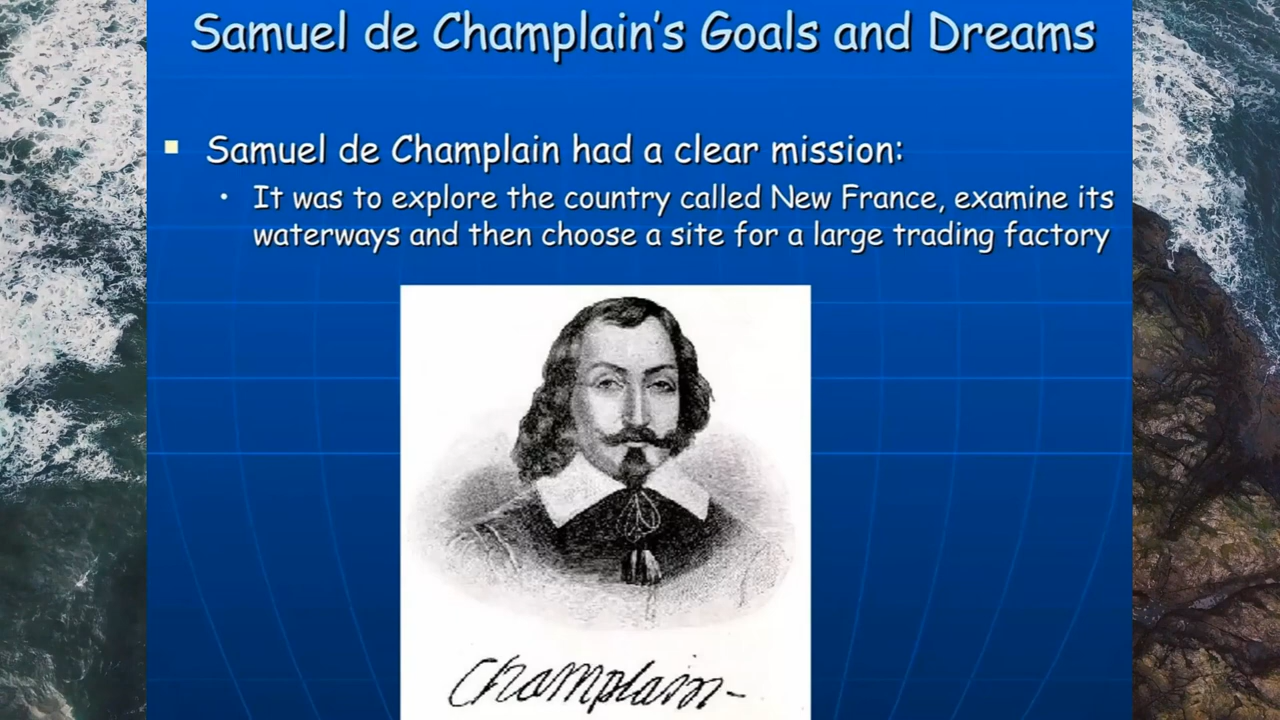 Samuel de Champlain's Goals and Dreams
Samuel de Champlain had a clear mission:
It was to explore the country called New France, examine its
waterways and then choose a site for a large trading factory
Champlain-